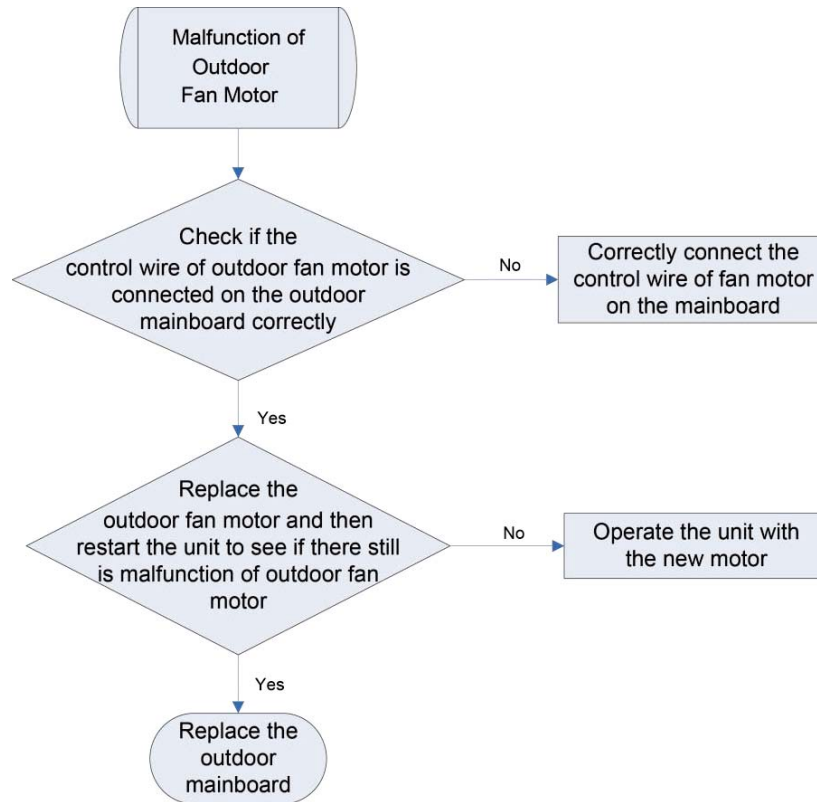 Malfunction of
Outdoor
Fan Motor
Check if the
control wire of outdoor fan motor is
connected on the outdoor
mainboard correctly
No
Correctly connect the
control wire of fan motor
on the mainboard
Yes
Replace the
outdoor fan motor and then
restart the unit to see if there still
is malfunction of outdoor fan
motor
No
Operate the unit with
the new motor
Yes
Replace the
outdoor
mainboard